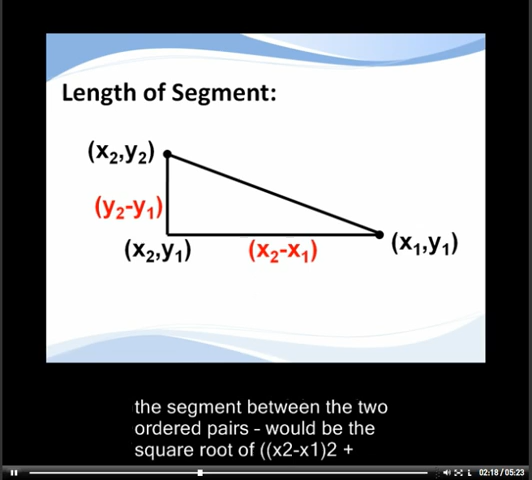 Length of Segment:
(x₂,y₂)
(y₂-y₁)
(x₂,y₁)
(x₂-x₁)
(x₁,y₁)
the segment between the two
ordered pairs - would be the
square root of ((x2-x1)2 +
L 02:18 / 05:23